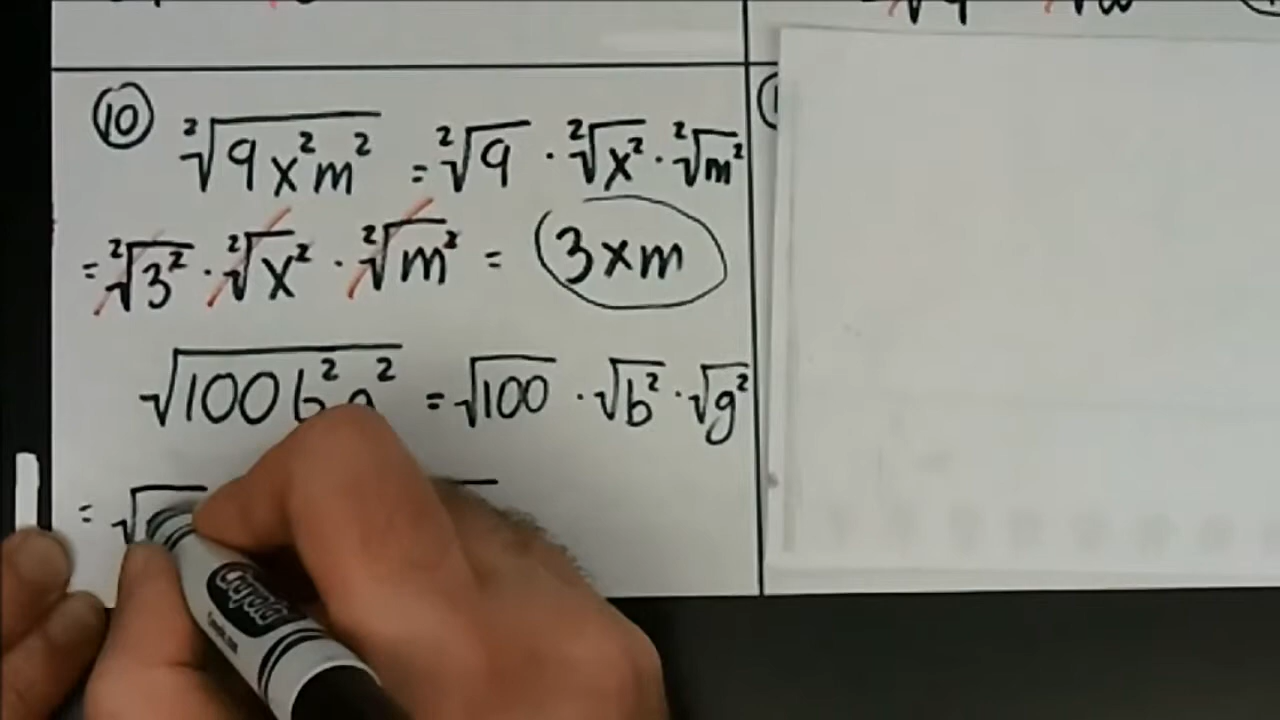 ⑩ ²√9x²m² = ²√9 · ²√x² · ²√m²
= ²√3² · ²√x² · ²√m² = 3xm
√100b²g² = √100 · √b² · √g²
= √
Crayola